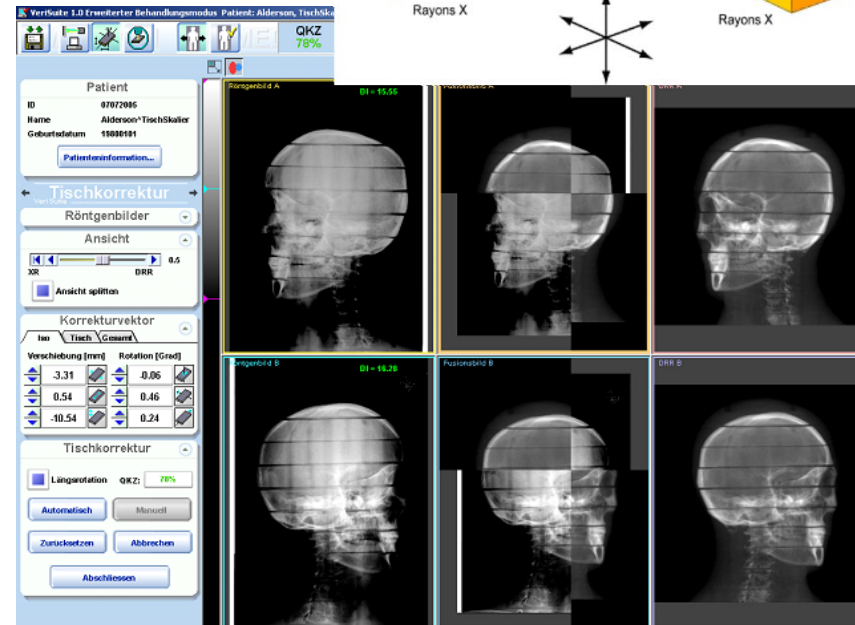 VeriSuite 1.0 Erweiterter Behandlungsmodus Patient: Alderson, TischSka
Rayons X
Rayons X
QKZ
78%
Patient
ID 07072005
Name Alderson^TischSkalier
Geburtsdatum 19800101
Patienteninformation...
Tischkorrektur
VeriSuite
Röntgenbilder
Ansicht
0.5
XR DRR
Ansicht splitten
Korrekturvektor
Iso Tisch Gesamt
Verschiebung [mm] Rotation [Grad]
-3.31 -0.06
0.54 0.46
-10.54 0.24
Tischkorrektur
Längsrotation QKZ: 78%
Automatisch Manuell
Zurücksetzen Abbrechen
Abschliessen
Röntgenbild A
DI = 15.55
Fusionsbild A
DRR A
Röntgenbild B
DI = 16.28
Fusionsbild B
DRR B